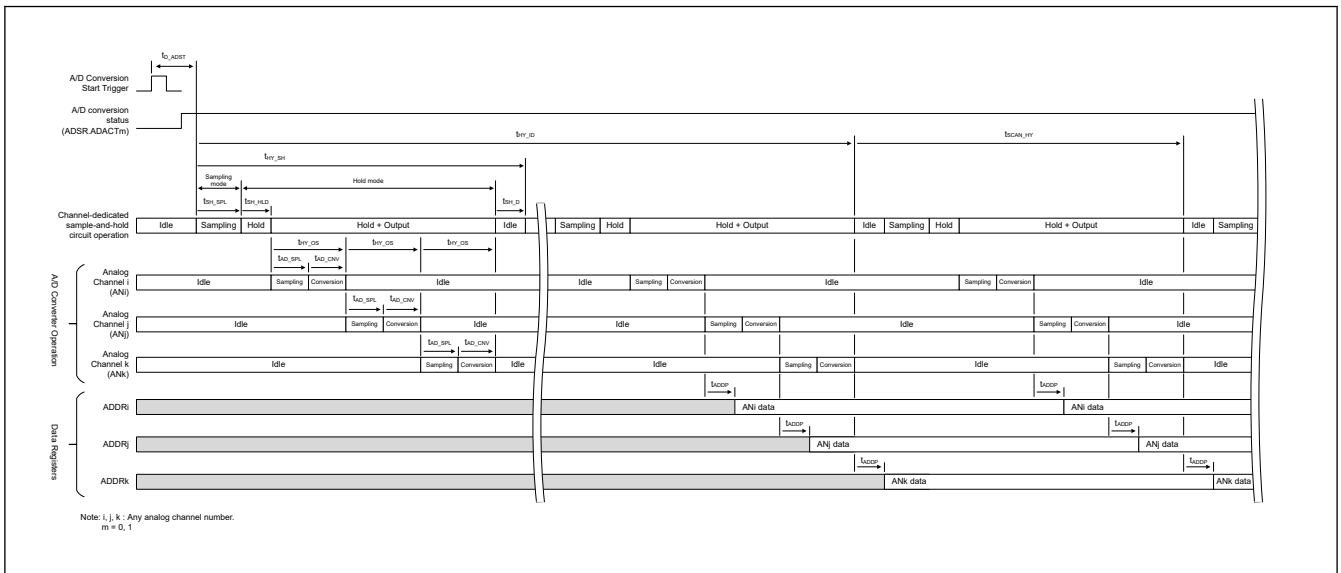 tD_ADST
A/D Conversion
Start Trigger
A/D conversion
status
(ADSR.ADACTm)
tHY_ID
tSCAN_HY
tHY_SH
Sampling
mode
Hold mode
tSH_SPL
tSH_HLD
tSH_D
Channel-dedicated
sample-and-hold
circuit operation
Idle Sampling Hold Hold + Output Idle Sampling Hold Hold + Output Idle Sampling Hold Hold + Output Idle Sampling
tHY_OS tHY_OS tHY_OS
tAD_SPL tAD_CNV
A/D Converter Operation
Analog
Channel i
(ANi)
Idle Sampling Conversion Idle Idle Sampling Conversion Idle Sampling Conversion Idle
tAD_SPL tAD_CNV
Analog
Channel j
(ANj)
Idle Sampling Conversion Idle Idle Sampling Conversion Idle Sampling Conversion Idle
tAD_SPL tAD_CNV
Analog
Channel k
(ANk)
Idle Sampling Conversion Idle Idle Sampling Conversion Idle Sampling Conversion Idle
Data Registers
tADDP tADDP
ADDRi
ANi data ANi data
tADDP tADDP
ADDRj
ANj data ANj data
tADDP tADDP
ADDRk
ANk data ANk data
Note: i, j, k : Any analog channel number.
m = 0, 1